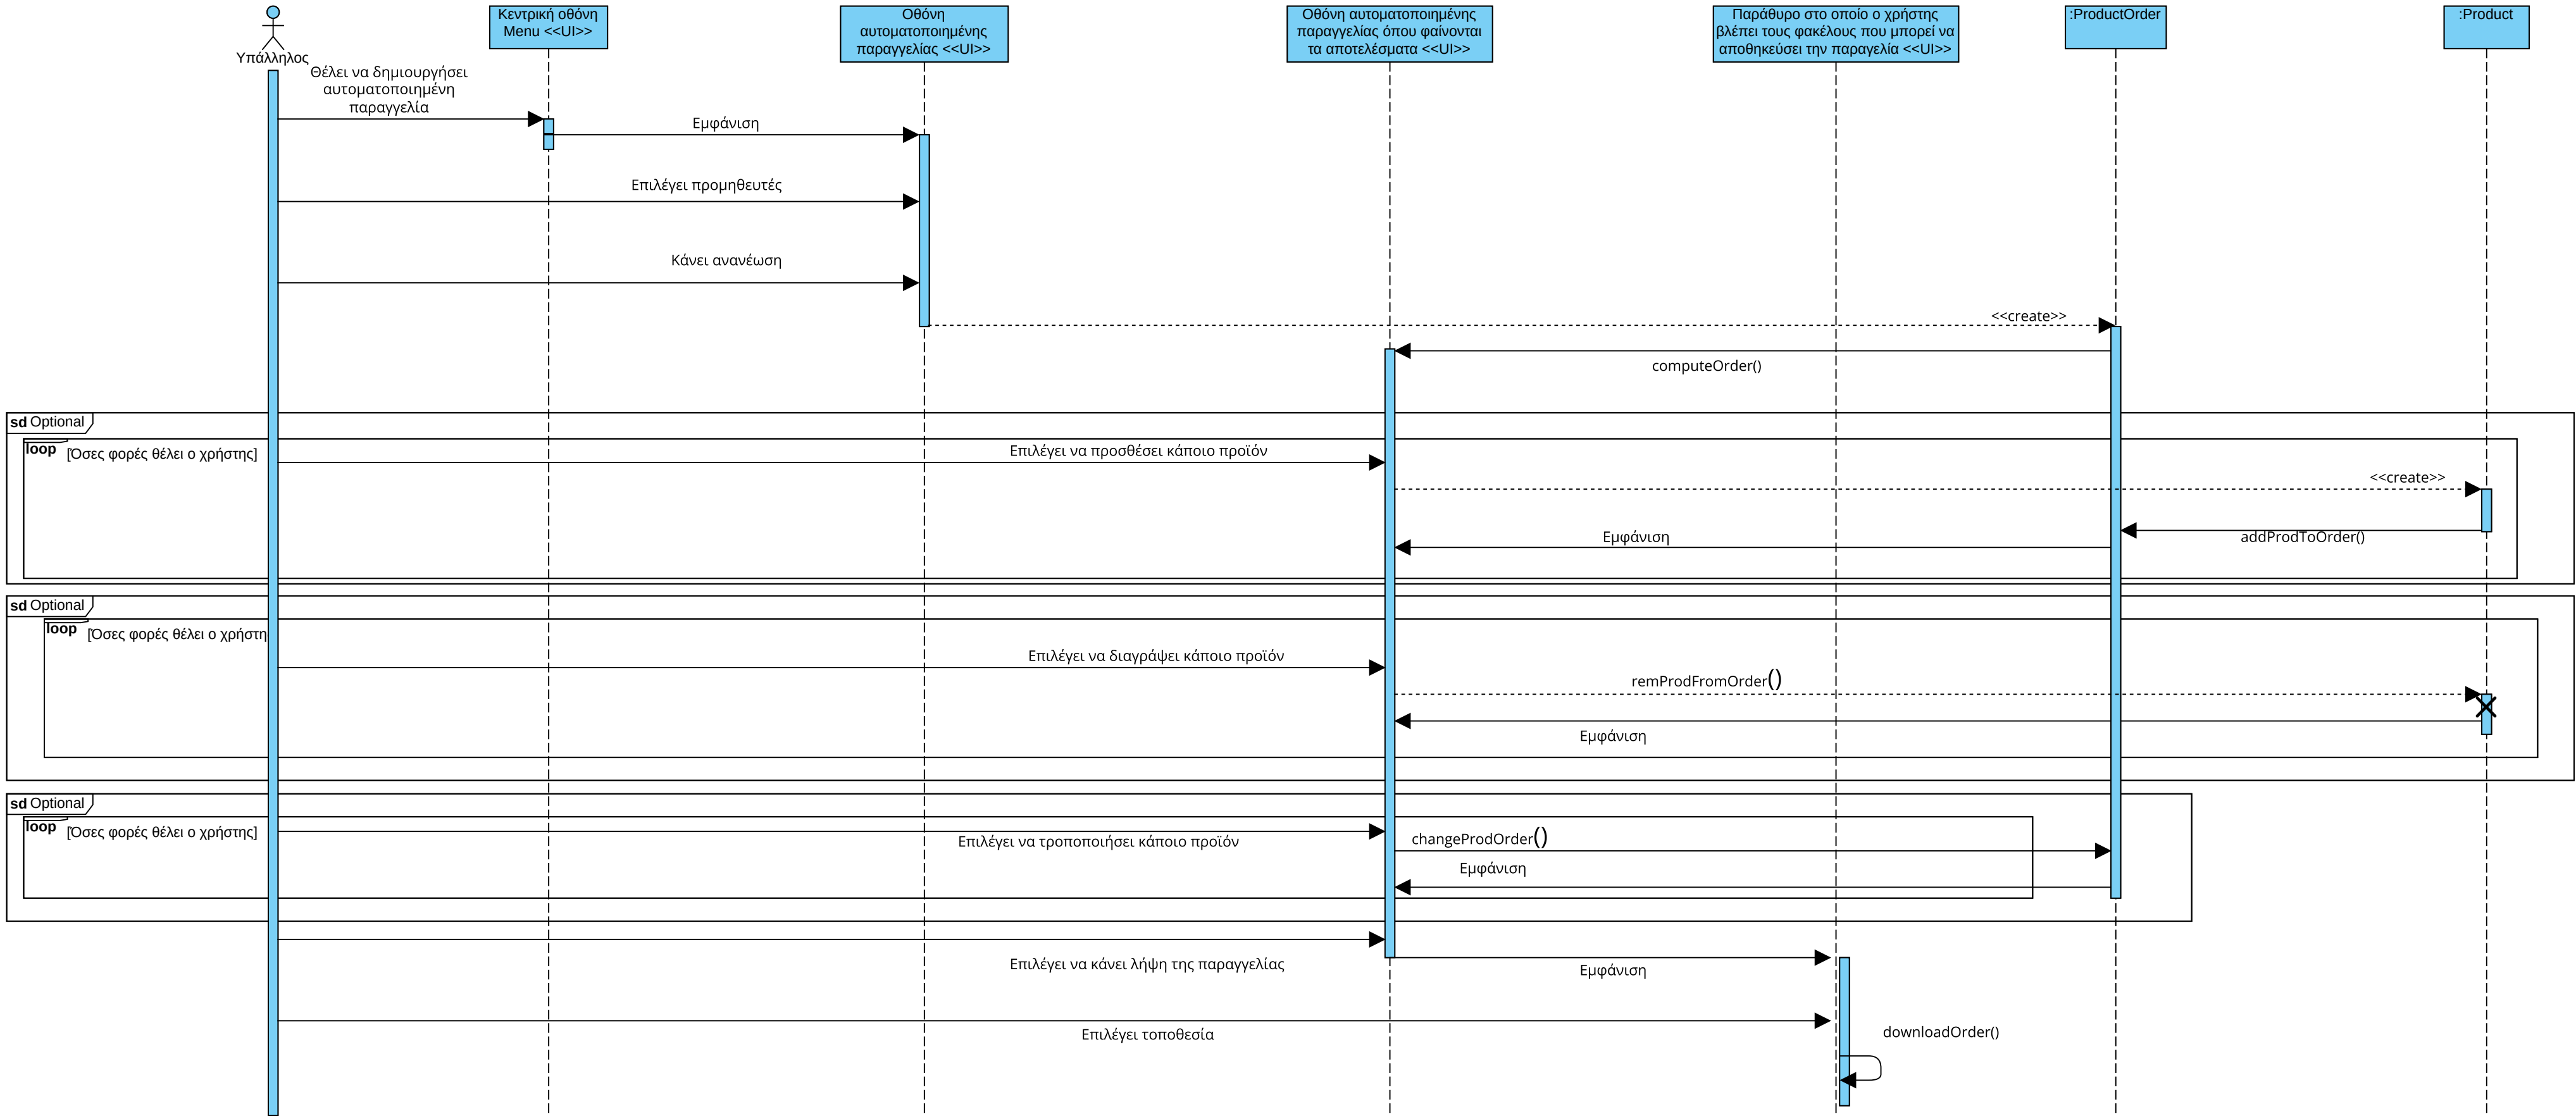 Υπάλληλος
Κεντρική οθόνη
Menu <<UI>>
Οθόνη
αυτοματοποιημένης
παραγγελίας <<UI>>
Οθόνη αυτοματοποιημένης
παραγγελίας όπου φαίνονται
τα αποτελέσματα <<UI>>
Παράθυρο στο οποίο ο χρήστης
βλέπει τους φακέλους που μπορεί να
αποθηκεύσει την παραγελία <<UI>>
:ProductOrder
:Product
Θέλει να δημιουργήσει
αυτοματοποιημένη
παραγγελία
Εμφάνιση
Επιλέγει προμηθευτές
Κάνει ανανέωση
<<create>>
computeOrder()
sd Optional
loop [Όσες φορές θέλει ο χρήστης]
Επιλέγει να προσθέσει κάποιο προϊόν
<<create>>
addProdToOrder()
Εμφάνιση
sd Optional
loop [Όσες φορές θέλει ο χρήστη
Επιλέγει να διαγράψει κάποιο προϊόν
remProdFromOrder()
Εμφάνιση
sd Optional
loop [Όσες φορές θέλει ο χρήστης]
Επιλέγει να τροποποιήσει κάποιο προϊόν
changeProdOrder()
Εμφάνιση
Επιλέγει να κάνει λήψη της παραγγελίας
Εμφάνιση
Επιλέγει τοποθεσία
downloadOrder()